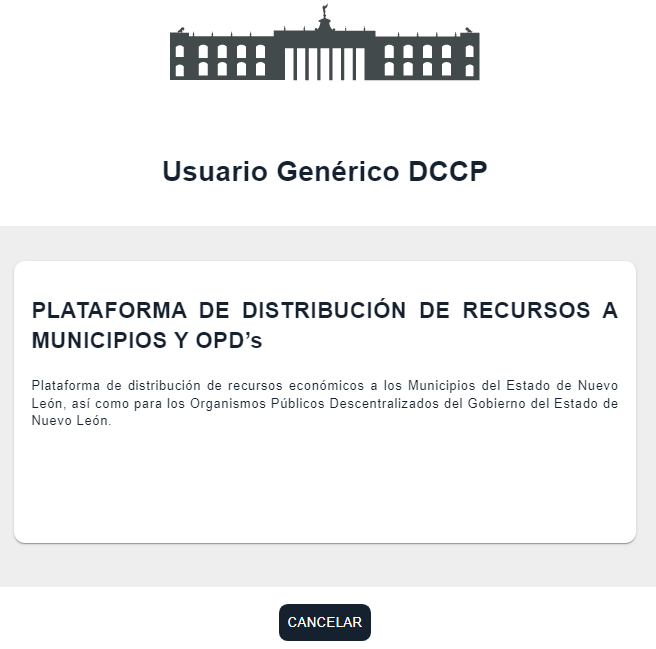 Usuario Genérico DCCP
PLATAFORMA DE DISTRIBUCIÓN DE RECURSOS A
MUNICIPIOS Y OPD’s
Plataforma de distribución de recursos económicos a los Municipios del Estado de Nuevo
León, así como para los Organismos Públicos Descentralizados del Gobierno del Estado de
Nuevo León.
CANCELAR